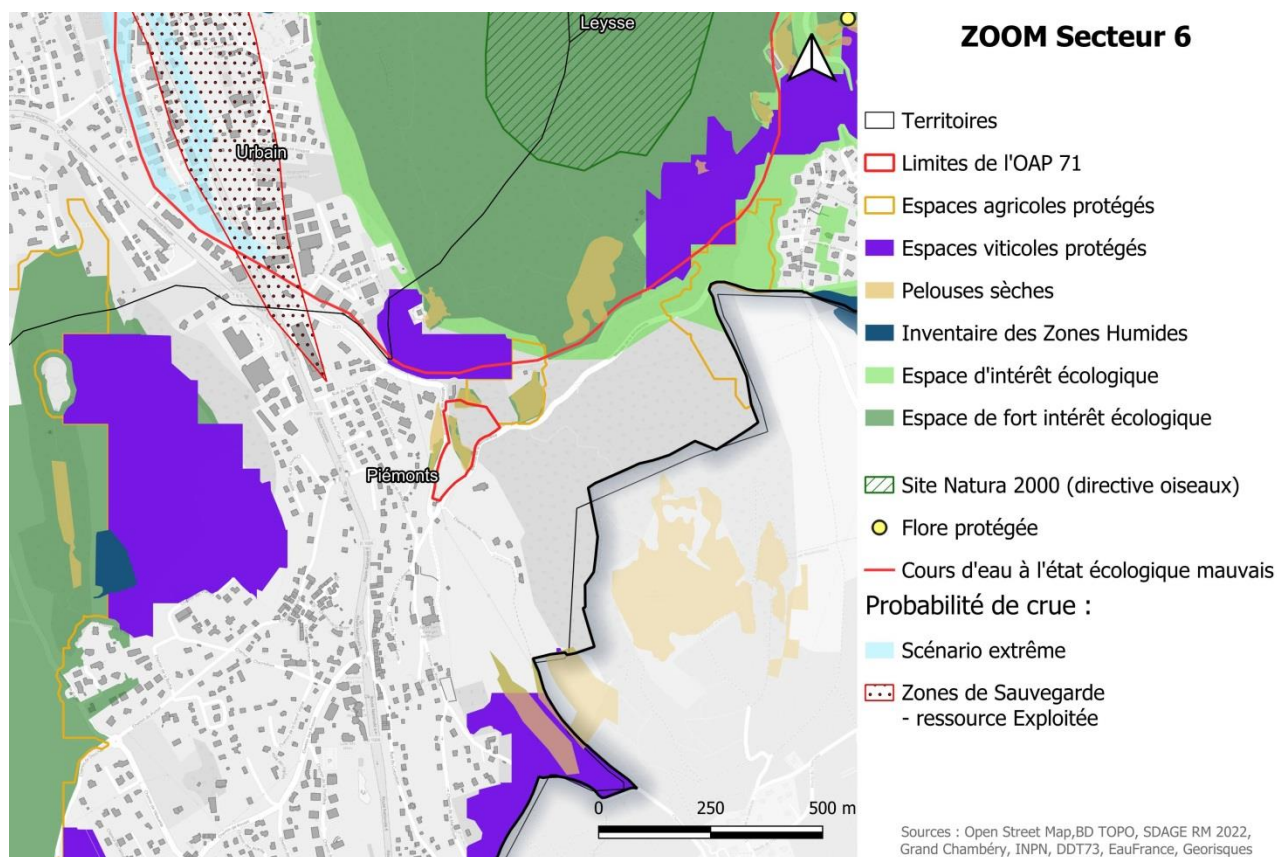 ZOOM Secteur 6
Leysse
Urbain
Piémonts
0 250 500 m
Territoires
Limites de l'OAP 71
Espaces agricoles protégés
Espaces viticoles protégés
Pelouses sèches
Inventaire des Zones Humides
Espace d'intérêt écologique
Espace de fort intérêt écologique
Site Natura 2000 (directive oiseaux)
Flore protégée
Cours d'eau à l'état écologique mauvais
Probabilité de crue :
Scénario extrême
Zones de Sauvegarde
- ressource Exploitée
Sources : Open Street Map,BD TOPO, SDAGE RM 2022,
Grand Chambéry, INPN, DDT73, EauFrance, Georisques